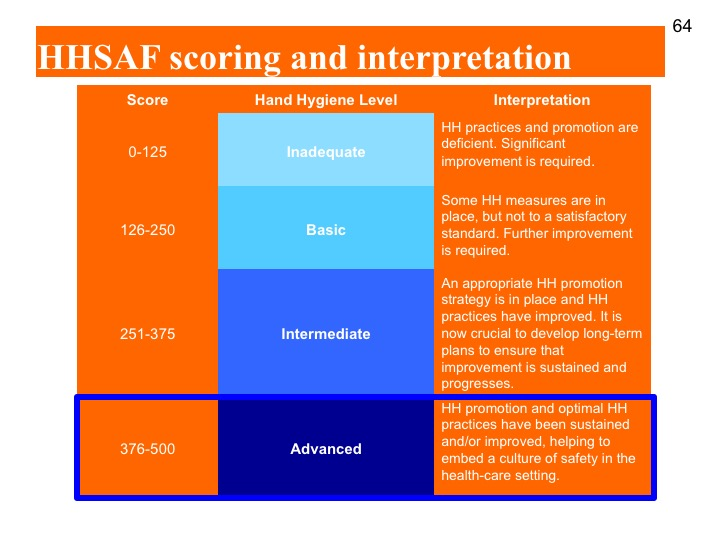 64
HHSAF scoring and interpretation
Score
Hand Hygiene Level
Interpretation
0-125
Inadequate
HH practices and promotion are
deficient. Significant
improvement is required.
126-250
Basic
Some HH measures are in
place, but not to a satisfactory
standard. Further improvement
is required.
251-375
Intermediate
An appropriate HH promotion
strategy is in place and HH
practices have improved. It is
now crucial to develop long-term
plans to ensure that
improvement is sustained and
progresses.
376-500
Advanced
HH promotion and optimal HH
practices have been sustained
and/or improved, helping to
embed a culture of safety in the
health-care setting.